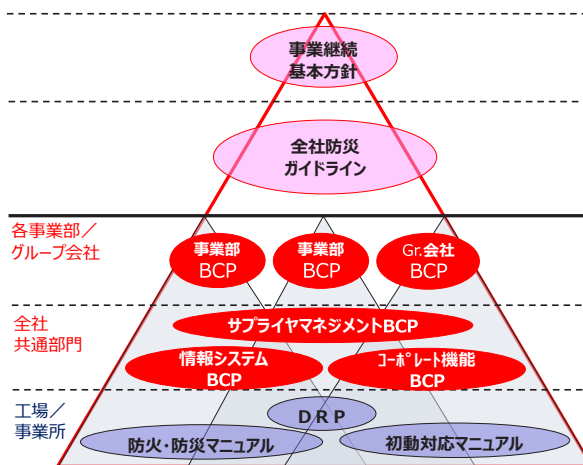 事業継続
基本方針
全社防災
ガイドライン
各事業部／
グループ会社
事業部
BCP
事業部
BCP
Gr.会社
BCP
全社
共通部門
サプライヤマネジメントBCP
情報システム
BCP
ｺｰﾎﾟﾚｰﾄ機能
BCP
工場／
事業所
DRP
防火・防災マニュアル
初動対応マニュアル